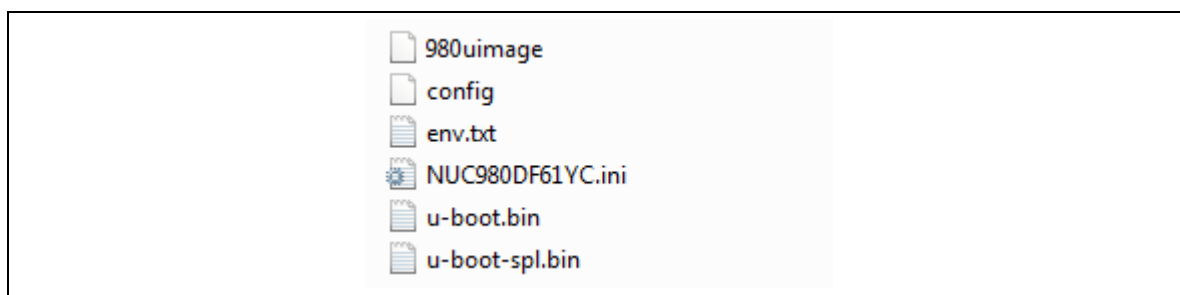 980uimage
config
env.txt
NUC980DF61YC.ini
u-boot.bin
u-boot-spl.bin